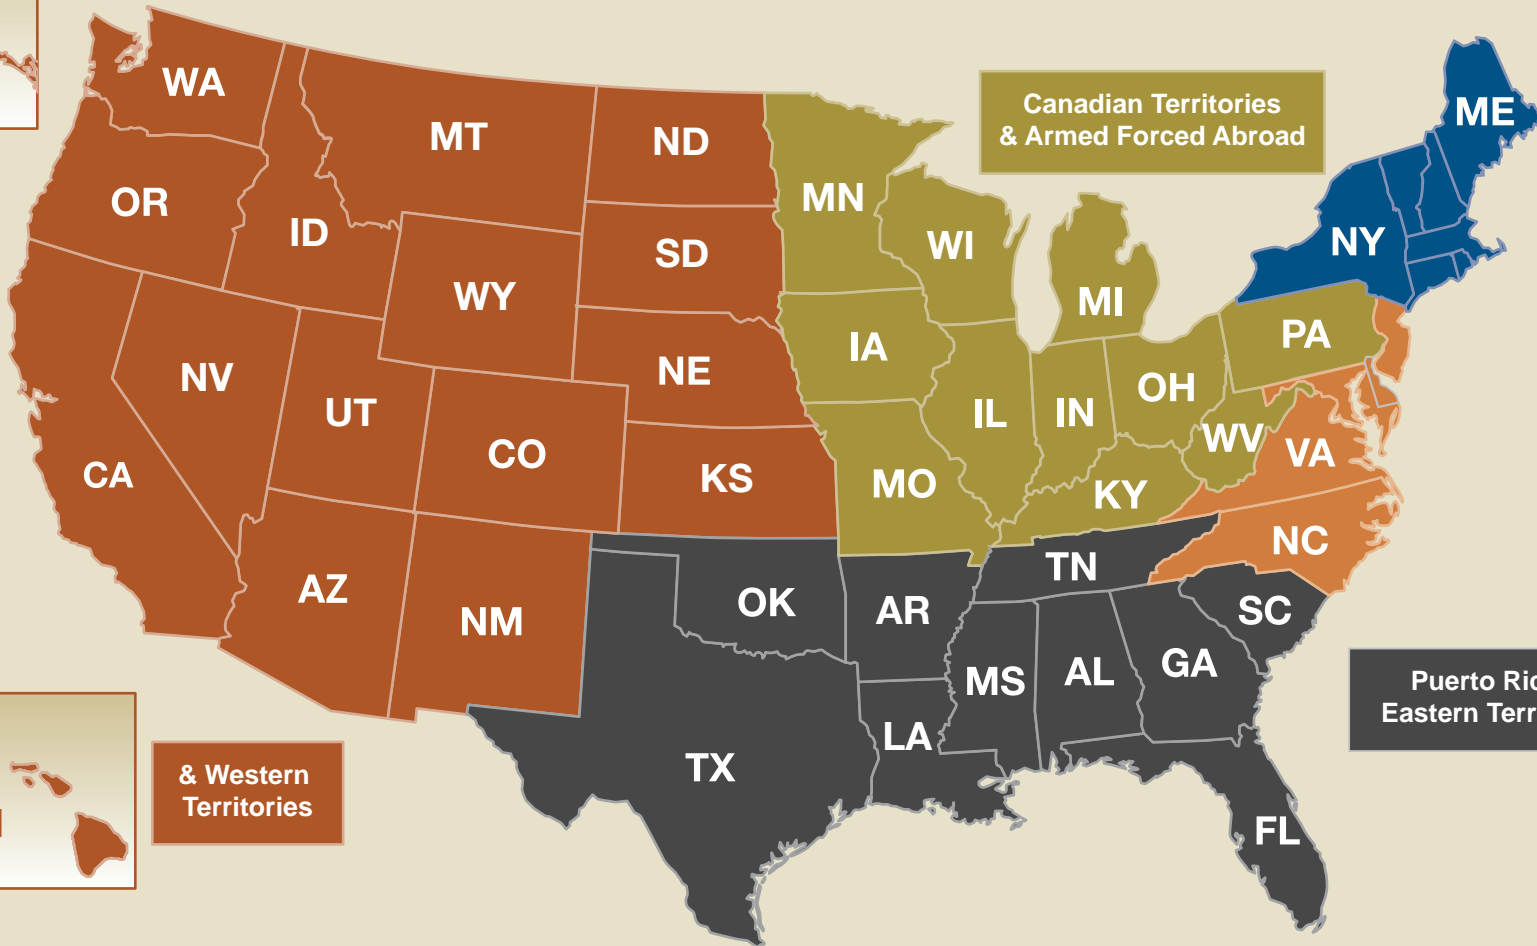 WA
MT
ND
OR
ID
SD
WY
NE
NV
UT
CO
KS
CA
AZ
NM
MN
WI
MI
IA
IL
IN
OH
PA
WV
MO
KY
Canadian Territories
& Armed Forced Abroad
ME
NY
VA
NC
TN
OK
AR
SC
MS
AL
GA
LA
TX
FL
& Western
Territories
Puerto
Eastern